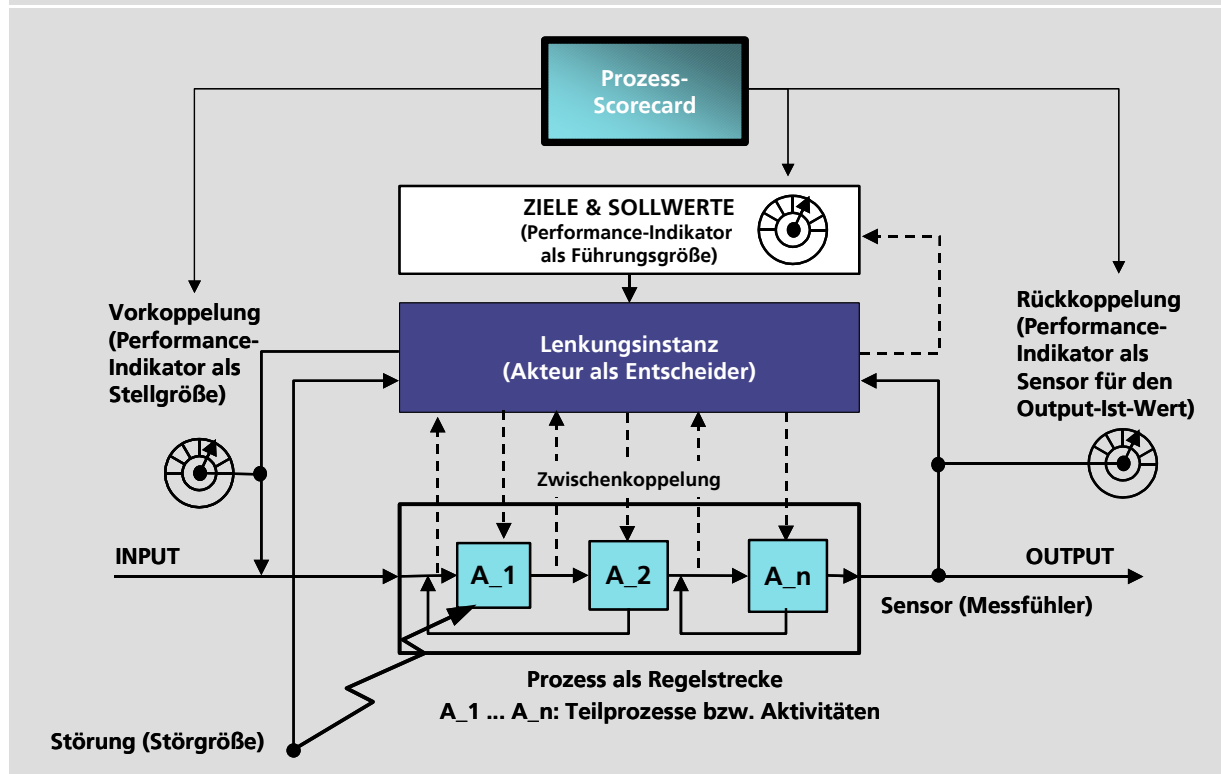 Prozess-
Scorecard
ZIELE & SOLLWERTE
(Performance-Indikator
als Führungsgröße)
Vorkoppelung
(Performance-
Indikator als
Stellgröße)
Lenkungsinstanz
(Akteur als Entscheider)
Rückkoppelung
(Performance-
Indikator als
Sensor für den
Output-Ist-Wert)
Zwischenkoppelung
INPUT
A_1
A_2
A_n
OUTPUT
Sensor (Messfühler)
Prozess als Regelstrecke
A_1 ... A_n: Teilprozesse bzw. Aktivitäten
Störung (Störgröße)